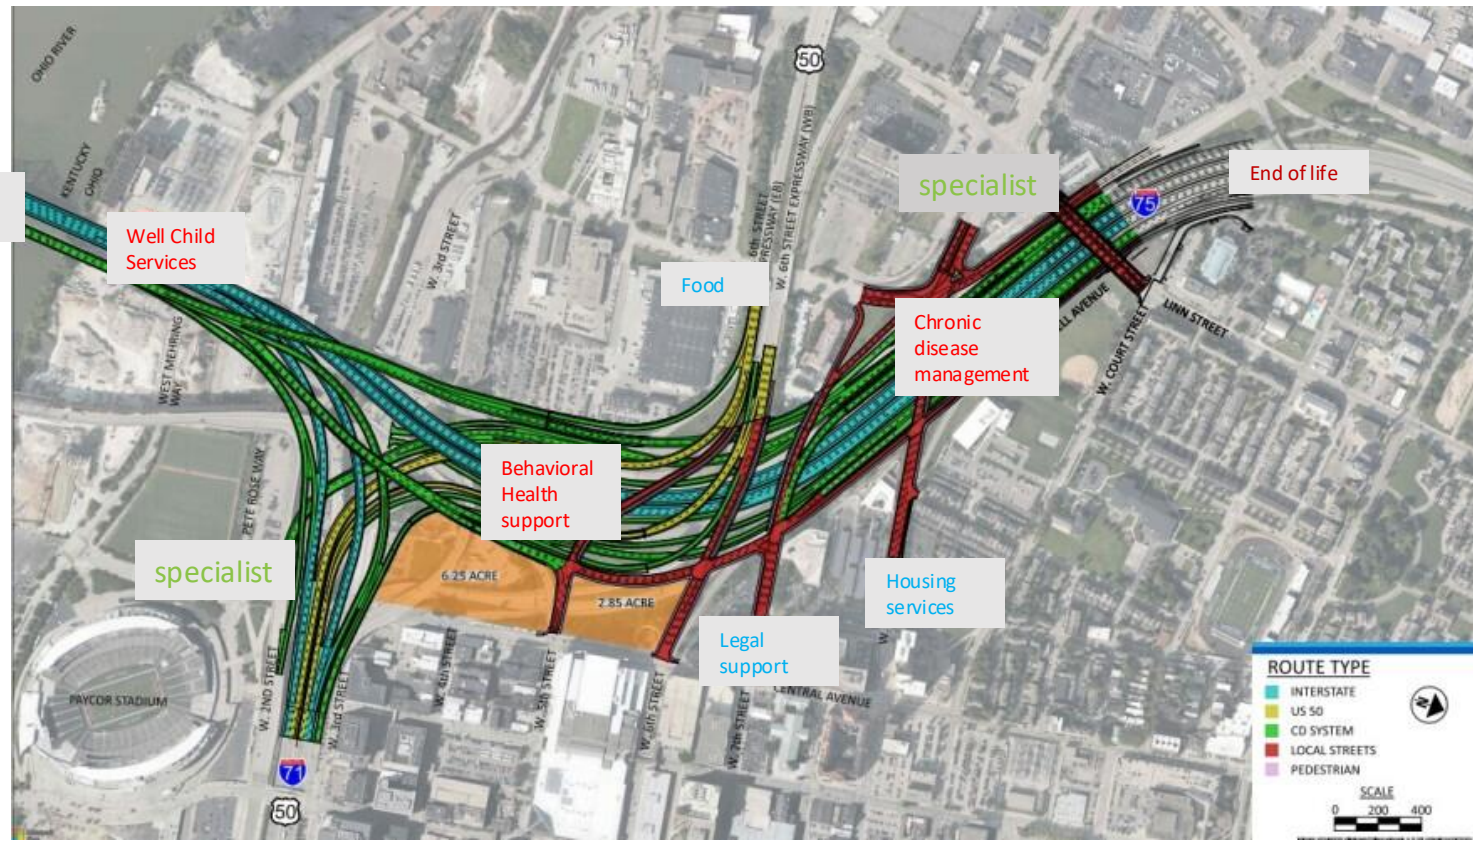 OHIO RIVER
KENTUCKY
OHIO
50
W. 6th STREET EXPRESSWAY (WB)
6th STREET
EXPRESSWAY (EB)
specialist
75
End of life
Well Child
Services
W. 3rd STREET
Food
Chronic
disease
management
W. COURT STREET
LINN STREET
WEST MEHRING
WAY
PETE ROSE WAY
Behavioral
Health
support
specialist
6.25 ACRE
2.85 ACRE
Housing
services
Legal
support
PAYCOR STADIUM
W. 2ND STREET
W. 3rd STREET
W. 4th STREET
W. 5th STREET
W. 6th STREET
W. 7th STREET
CENTRAL AVENUE
71
50
ROUTE TYPE
INTERSTATE
US 50
CD SYSTEM
LOCAL STREETS
PEDESTRIAN
N
SCALE
0 200 400